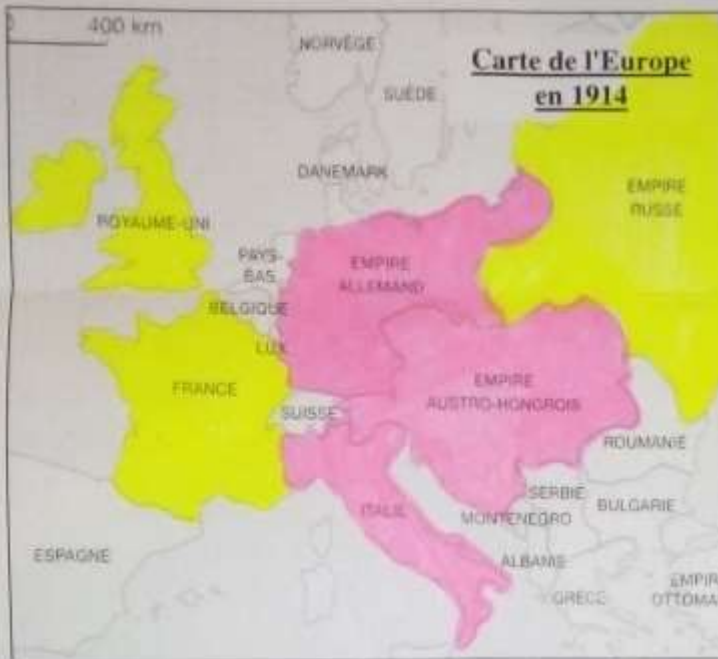 400 km
Carte de l'Europe
en 1914
NORVÈGE
SUÈDE
DANEMARK
EMPIRE
RUSSE
ROYAUME-UNI
PAYS-
BAS
EMPIRE
ALLEMAND
BELGIQUE
LUX
FRANCE
EMPIRE
AUSTRO-HONGROIS
SUISSE
ROUMANIE
SERBIE
BULGARIE
ITALIE
MONTENEGRO
ESPAGNE
ALBANIE
GRÈCE
EMPIR
OTTOMA